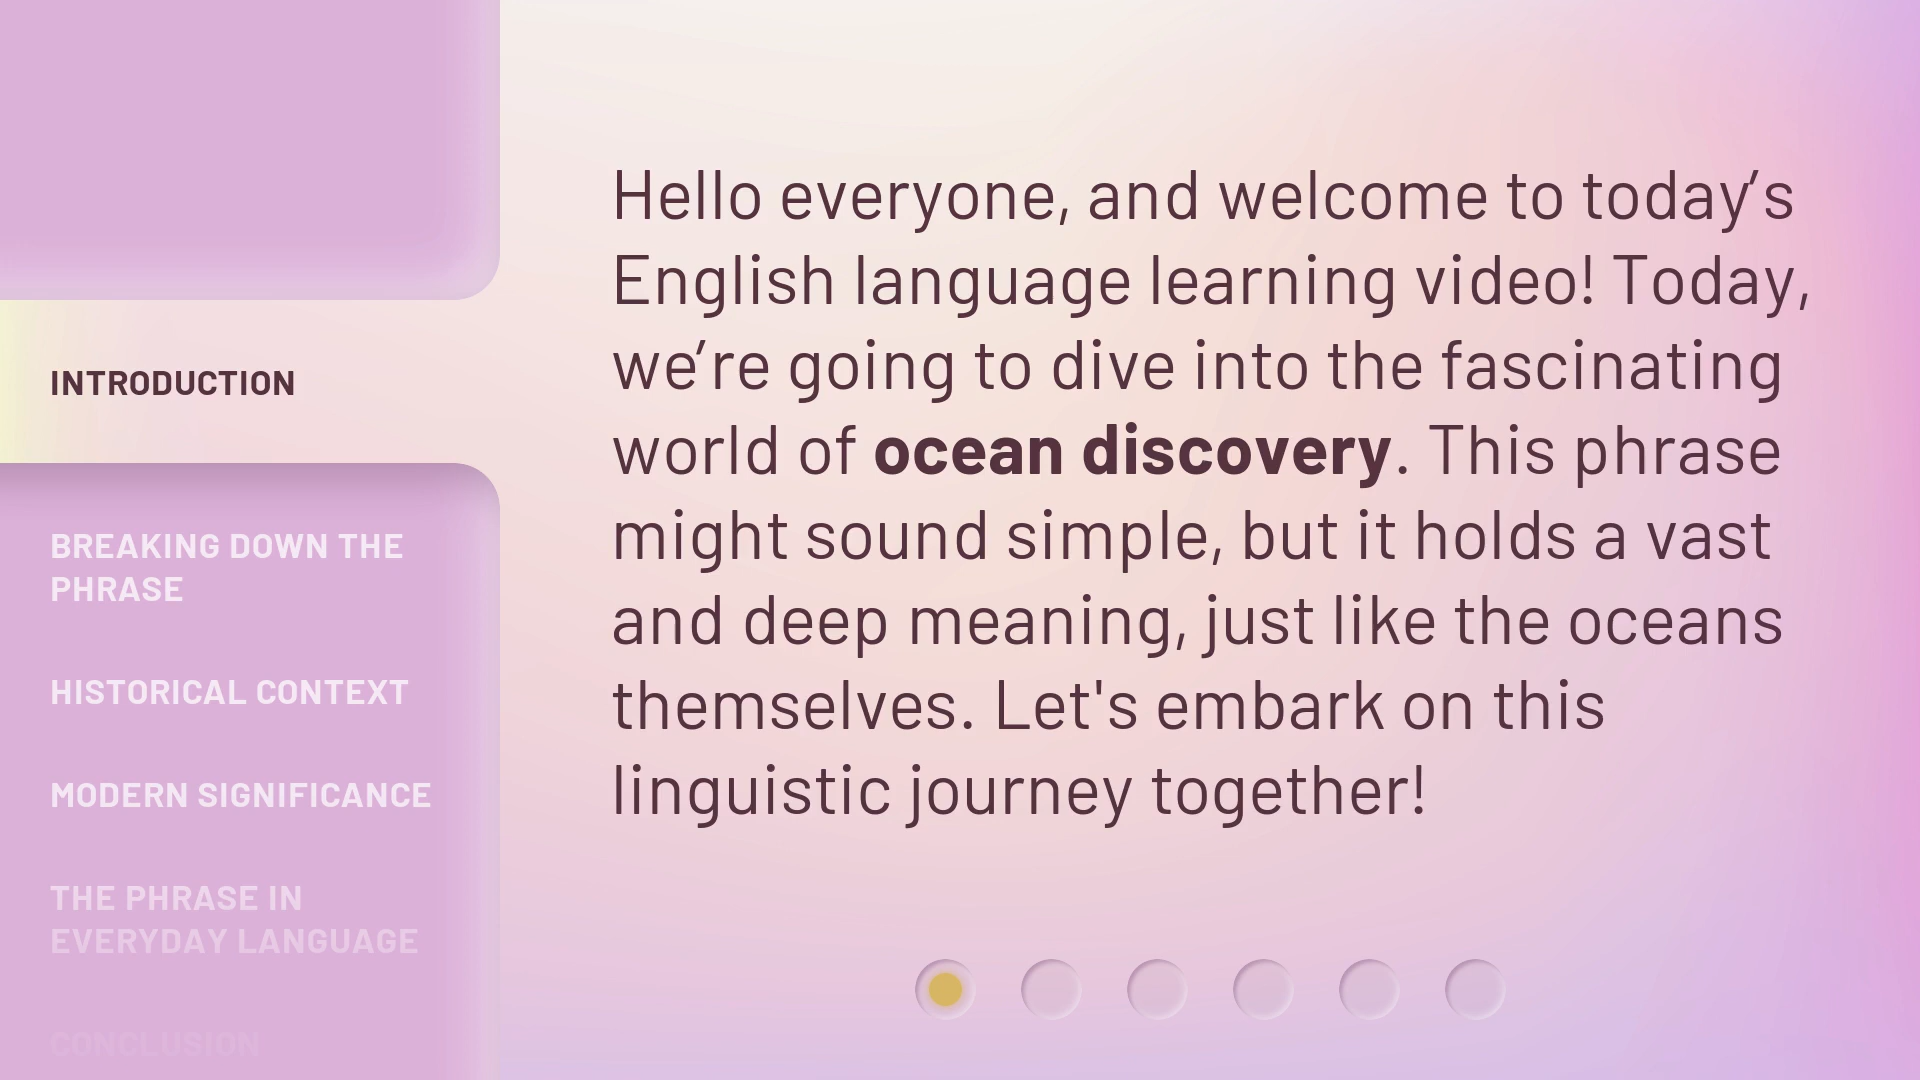 INTRODUCTION
BREAKING DOWN THE
PHRASE
HISTORICAL CONTEXT
MODERN SIGNIFICANCE
THE PHRASE IN
EVERYDAY LANGUAGE
CONCLUSION
Hello everyone, and welcome to today’s
English language learning video! Today,
we’re going to dive into the fascinating
world of ocean discovery. This phrase
might sound simple, but it holds a vast
and deep meaning, just like the oceans
themselves. Let's embark on this
linguistic journey together!